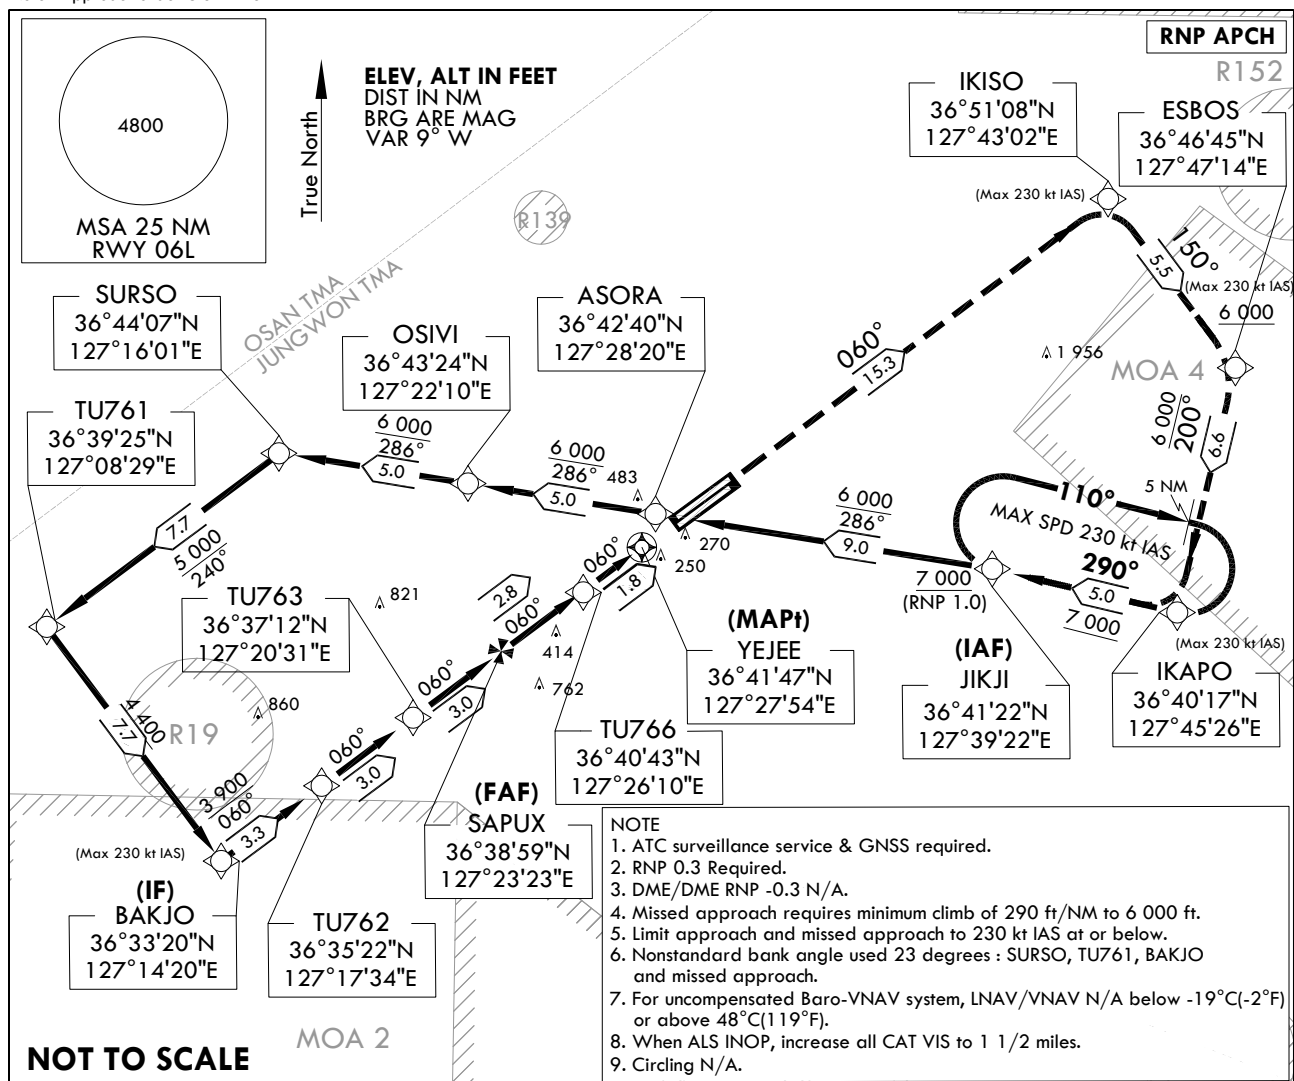 RNP APCH
R152
4800
MSA 25 NM
RWY 06L
True North
ELEV, ALT IN FEET
DIST IN NM
BRG ARE MAG
VAR 9° W
R139
OSAN TMA
JUNGWON TMA
IKISO
36°51'08"N
127°43'02"E
(Max 230 kt IAS)
ESBOS
36°46'45"N
127°47'14"E
150°
5.5
(Max 230 kt IAS)
6 000
SURSO
36°44'07"N
127°16'01"E
OSIVI
36°43'24"N
127°22'10"E
ASORA
36°42'40"N
127°28'20"E
060°
15.3
1 956
MOA 4
TU761
36°39'25"N
127°08'29"E
6 000
286°
5.0
6 000
286°
5.0
483
6 000
200°
6.6
7.7
5 000
240°
270
250
6 000
286°
9.0
7 000
(RNP 1.0)
110°
5 NM
MAX SPD 230 kt IAS
290°
5.0
7 000
(Max 230 kt IAS)
TU763
36°37'12"N
127°20'31"E
821
2.8
060°
060°
1.8
414
762
(MAPt)
YEJEE
36°41'47"N
127°27'54"E
(IAF)
JIKJI
36°41'22"N
127°39'22"E
IKAPO
36°40'17"N
127°45'26"E
4 400
7.7
R19
860
060°
3.0
060°
3.0
TU766
36°40'43"N
127°26'10"E
3 900
060°
3.3
(Max 230 kt IAS)
(FAF)
SAPUX
36°38'59"N
127°23'23"E
(IF)
BAKJO
36°33'20"N
127°14'20"E
TU762
36°35'22"N
127°17'34"E
MOA 2
NOT TO SCALE
NOTE
1. ATC surveillance service & GNSS required.
2. RNP 0.3 Required.
3. DME/DME RNP -0.3 N/A.
4. Missed approach requires minimum climb of 290 ft/NM to 6 000 ft.
5. Limit approach and missed approach to 230 kt IAS at or below.
6. Nonstandard bank angle used 23 degrees : SURSO, TU761, BAKJO
and missed approach.
7. For uncompensated Baro-VNAV system, LNAV/VNAV N/A below -19°C(-2°F)
or above 48°C(119°F).
8. When ALS INOP, increase all CAT VIS to 1 1/2 miles.
9. Circling N/A.